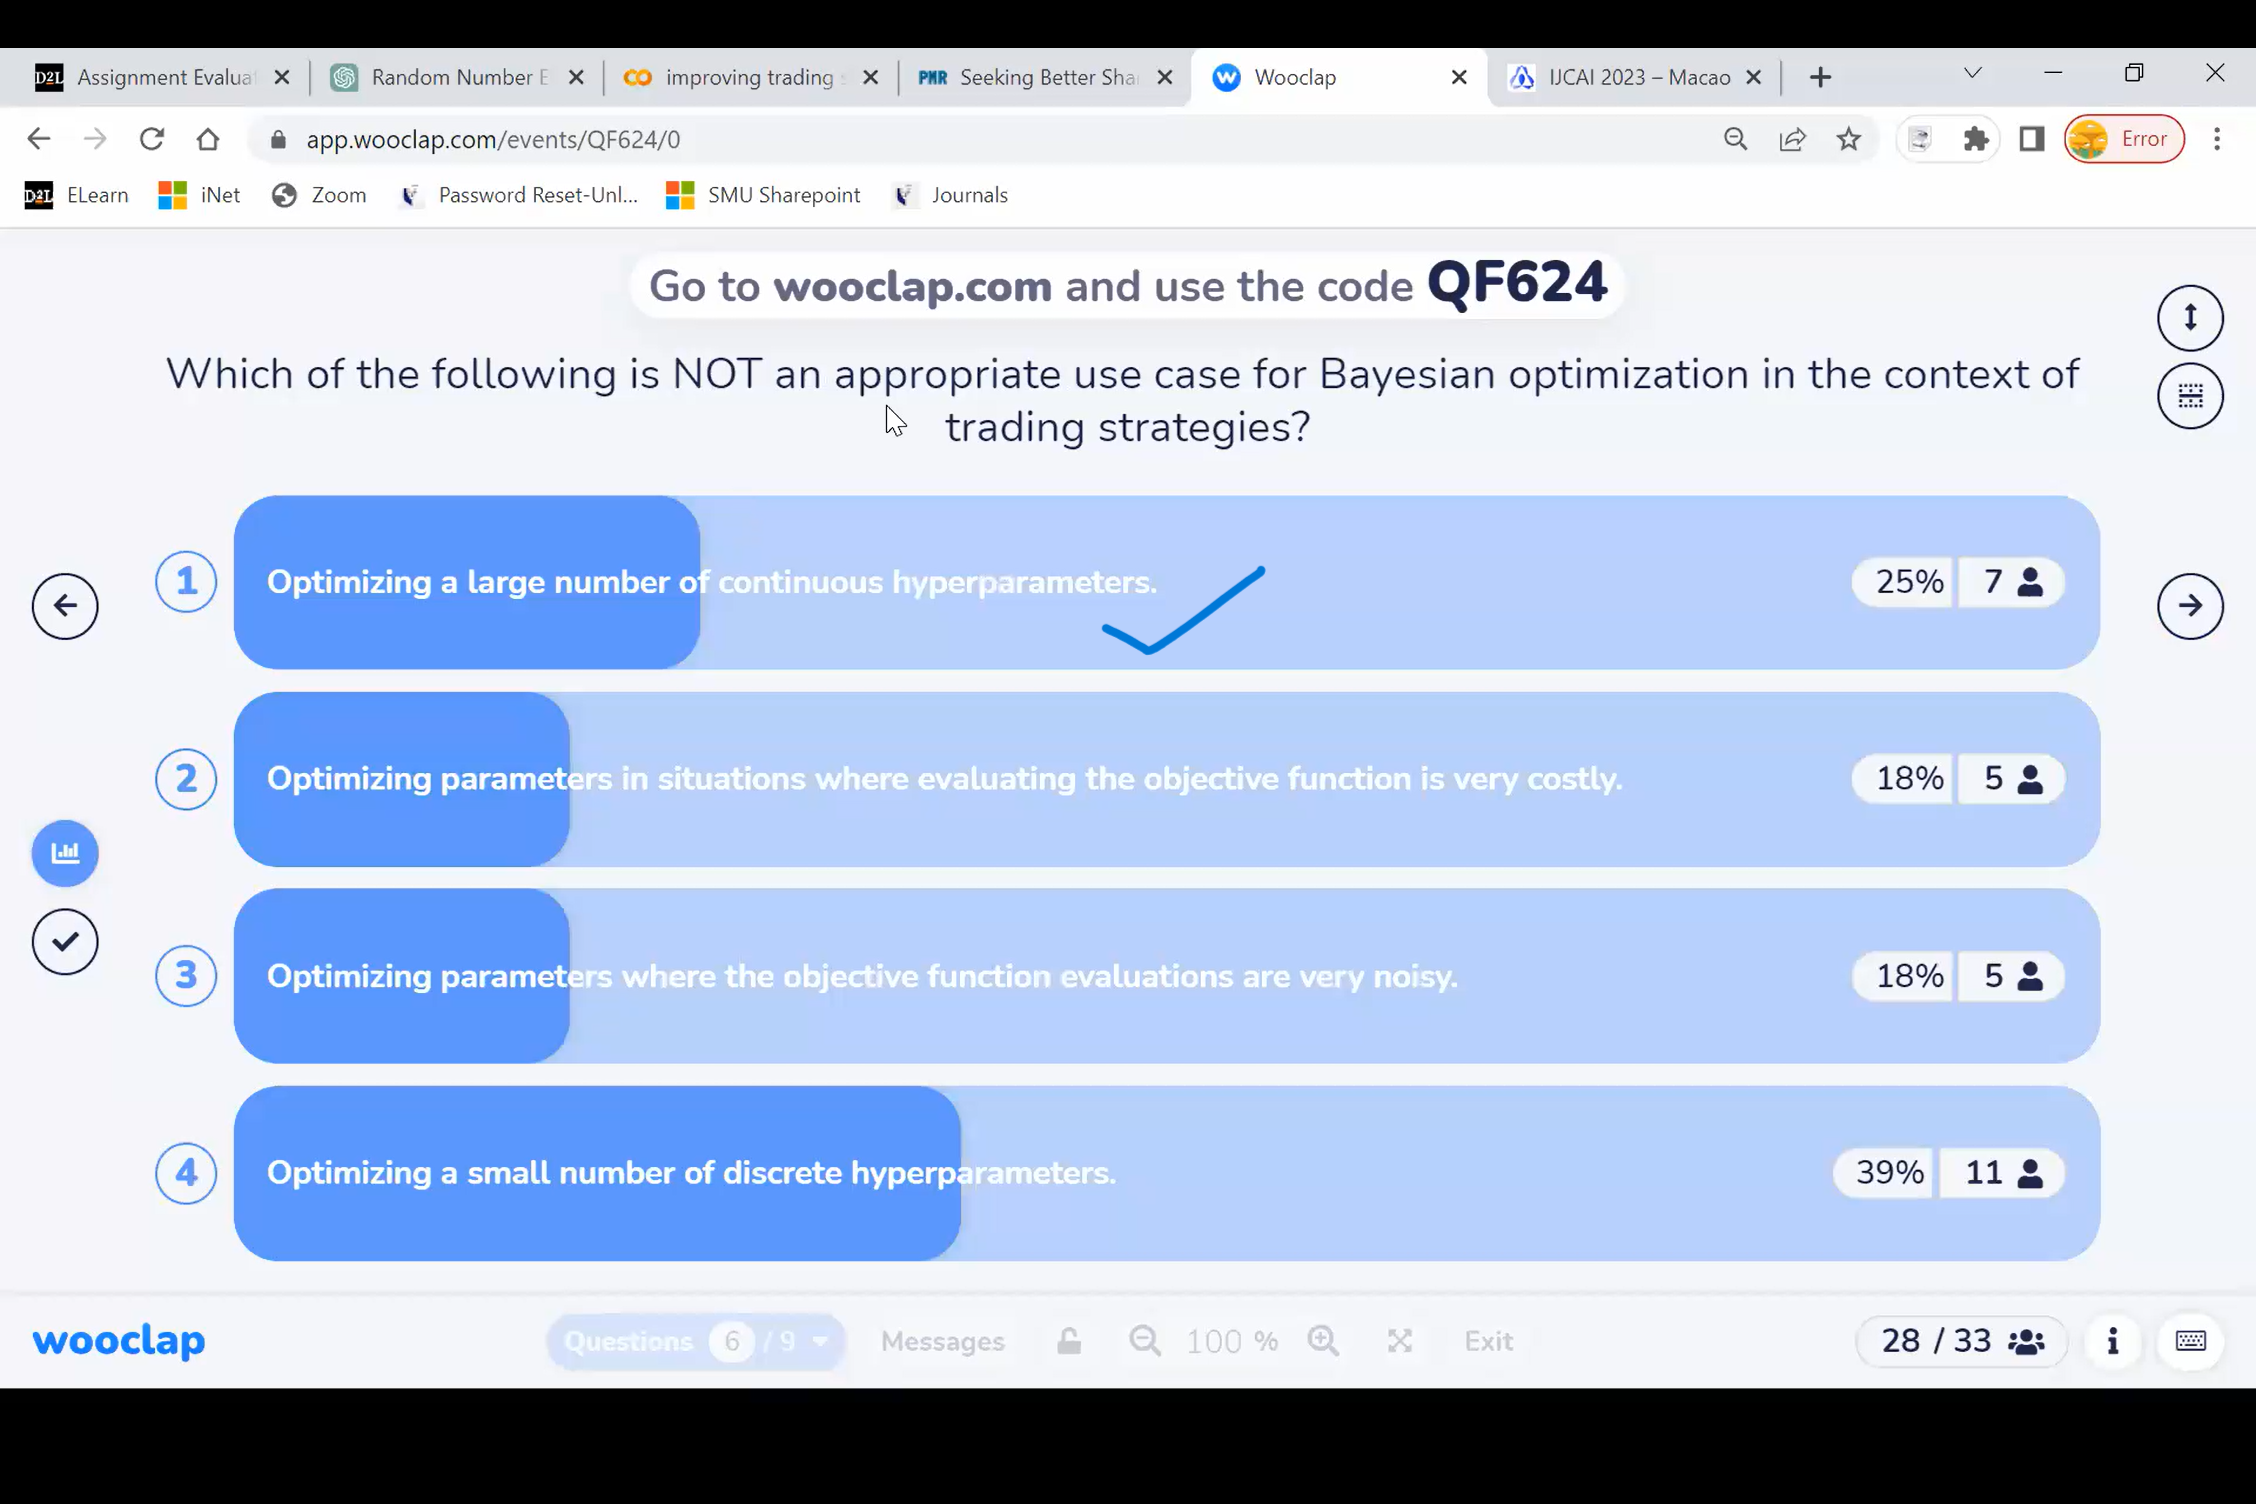 D2L Assignment Evalua
Random Number E
improving trading s
PMR Seeking Better Sha
W Wooclap
IJCAI 2023 – Macao
app.wooclap.com/events/QF624/0
Error
D2L ELearn
iNet
Zoom
Password Reset-Unl...
SMU Sharepoint
Journals
Go to wooclap.com and use the code QF624
Which of the following is NOT an appropriate use case for Bayesian optimization in the context of
trading strategies?
1 Optimizing a large number of continuous hyperparameters. 25% 7
2 Optimizing parameters in situations where evaluating the objective function is very costly. 18% 5
3 Optimizing parameters where the objective function evaluations are very noisy. 18% 5
4 Optimizing a small number of discrete hyperparameters. 39% 11
wooclap Questions 6 / 9 Messages 100 % Exit 28 / 33